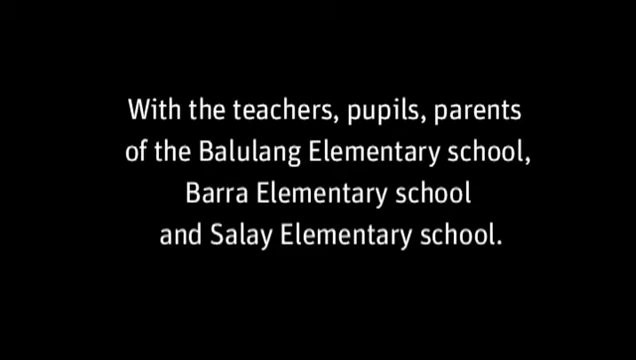 With the teachers, pupils, parents
of the Balulang Elementary school,
Barra Elementary school
and Salay Elementary school.